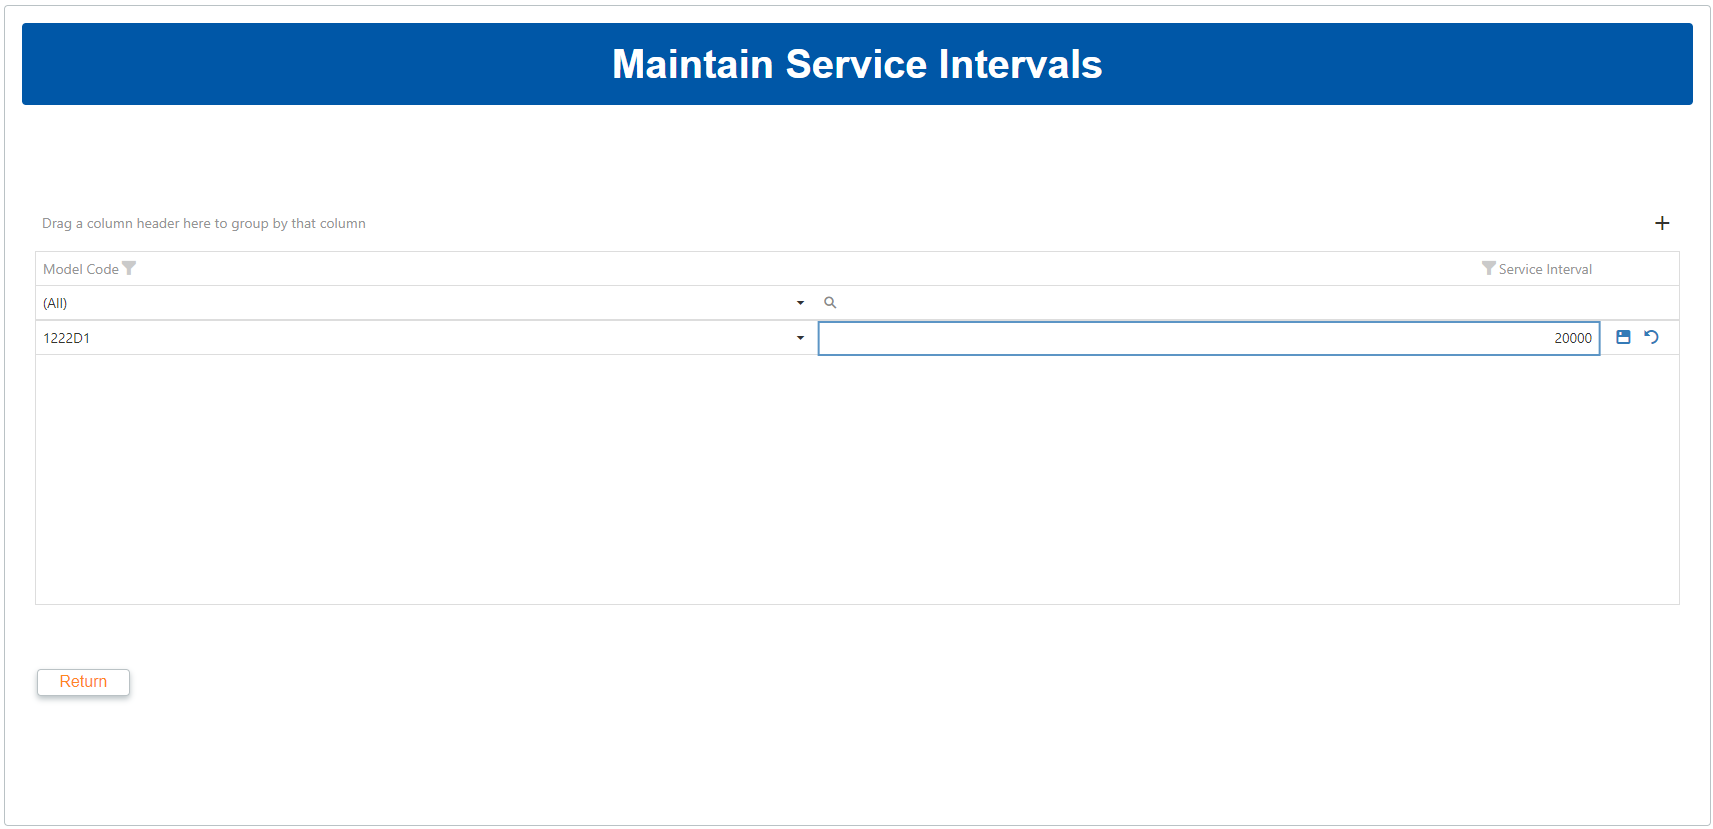 Maintain Service Intervals
Drag a column header here to group by that column
Model Code Service Interval
(All)
1222D1 20000
Return